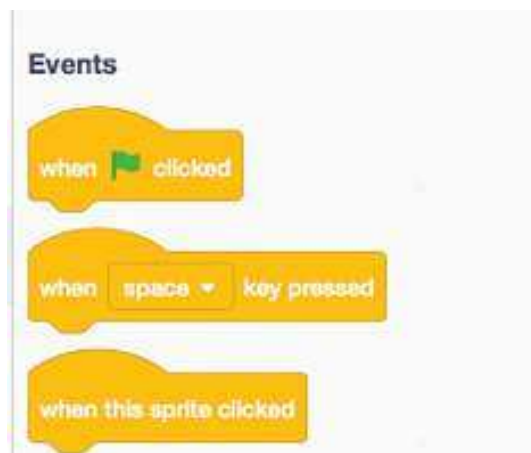 Events
when clicked
when space key pressed
when this sprite clicked